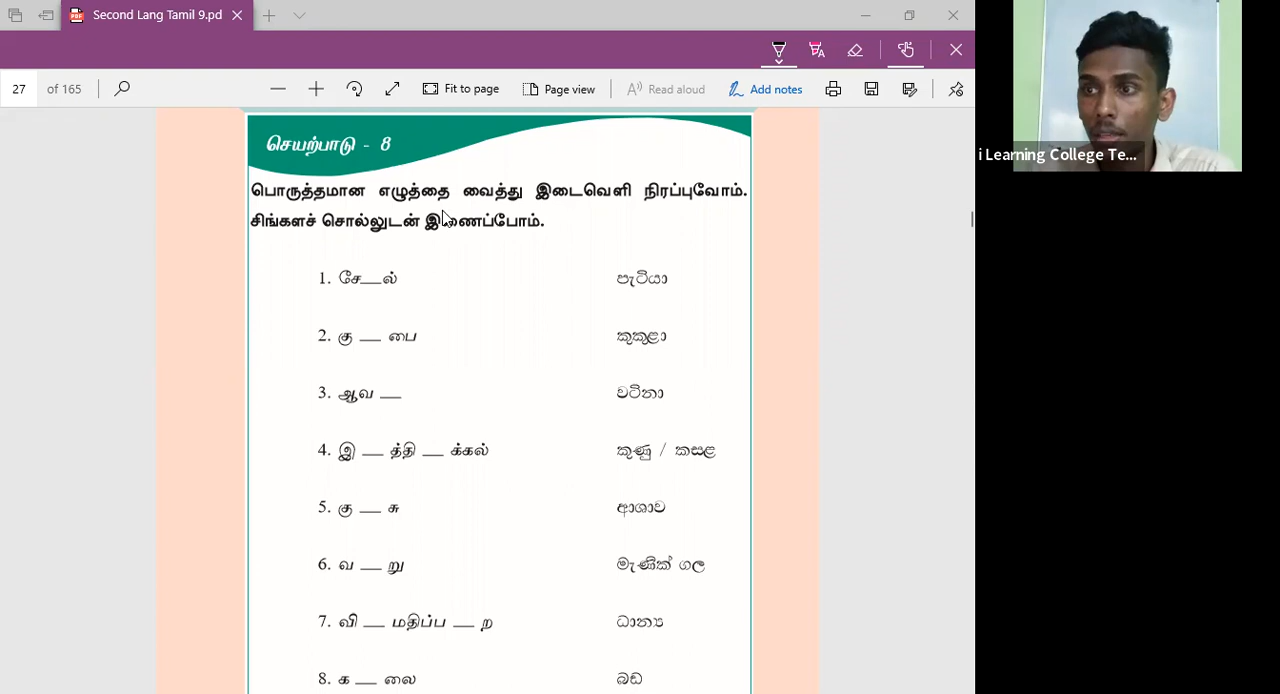 Second Lang Tamil 9.pd
27 of 165 Fit to page Page view Read aloud Add notes
i Learning College Te...
செயற்பாடு - 8
பொருத்தமான எழுத்தை வைத்து இடைவெளி நிரப்புவோம்.
சிங்களச் சொல்லுடன் இணைப்போம்.
1. சே__ல் පැටියා
2. கு __ பை කුකුළා
3. ஆவ __ වටිනා
4. இ __ த்தி __ க்கல் කුණු / කසළ
5. கு __ சு ආශාව
6. வ __ று මැණික් ගල
7. வி __ மதிப்ப __ ற ධාන්‍ය
8. க __ லை බඩ